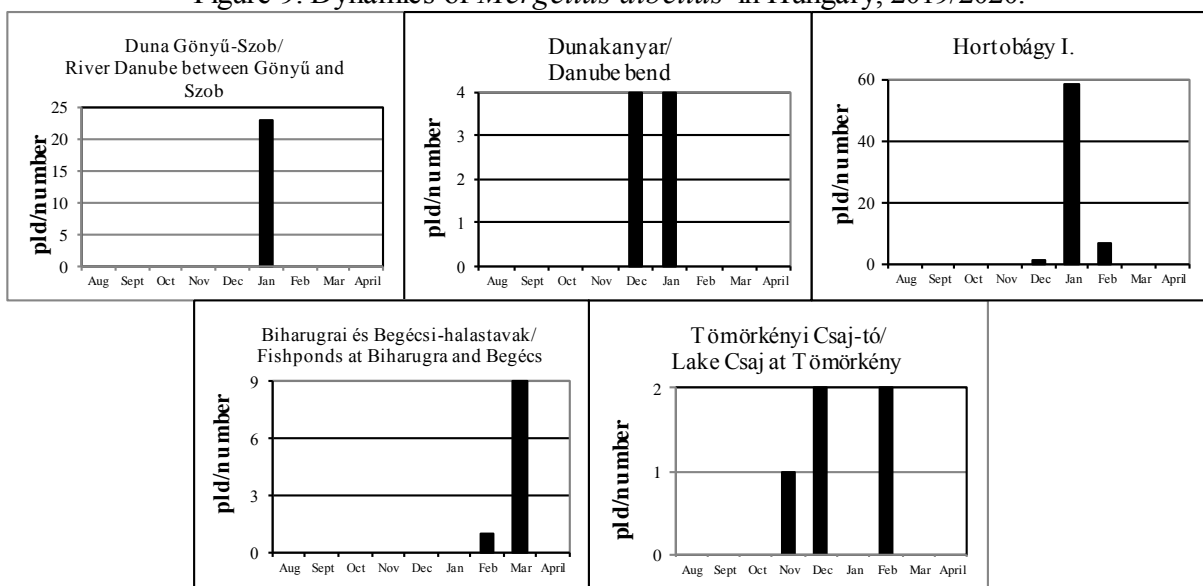 Figure 9. Dynamics of Mergellus albellus in Hungary, 2019/2020.
Duna Gönyű-Szob/
River Danube between Gönyű and
Szob
pld/number
25
20
15
10
5
0
Aug Sept Oct Nov Dec Jan Feb Mar April
Dunakanyar/
Danube bend
pld/number
4
3
2
1
0
Aug Sept Oct Nov Dec Jan Feb Mar April
Hortobágy I.
pld/number
60
40
20
0
Aug Sept Oct Nov Dec Jan Feb Mar April
Biharugrai és Begécsi-halastavak/
Fishponds at Biharugra and Begécs
pld/number
9
6
3
0
Aug Sept Oct Nov Dec Jan Feb Mar April
Tömörkényi Csaj-tó/
Lake Csaj at Tömörkény
pld/number
2
1
0
Aug Sept Oct Nov Dec Jan Feb Mar April